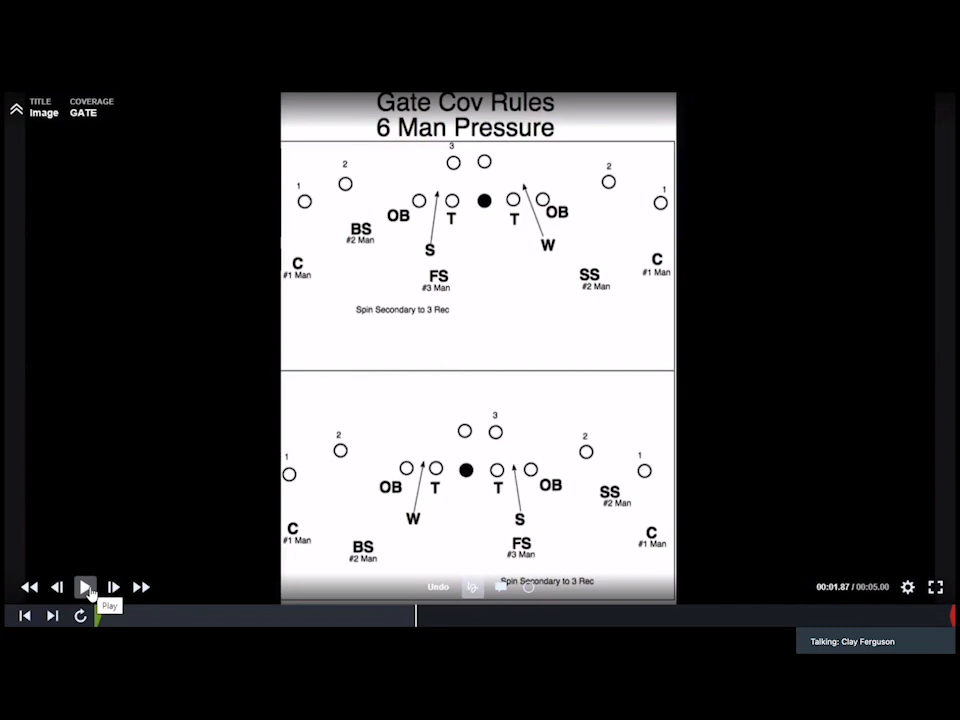 TITLE COVERAGE
Image GATE
Gate Cov Rules
6 Man Pressure
3
2 2
1 1
OB T T OB
BS
#2 Man
S W
C C
#1 Man #1 Man
FS SS
#3 Man #2 Man
Spin Secondary to 3 Rec
3
2 2
1 1
OB T T OB
SS
#2 Man
W S
C C
#1 Man #1 Man
BS FS
#2 Man #3 Man
Spin Secondary to 3 Rec
Undo
00:01.87 / 00:05.00
Play
Talking: Clay Ferguson